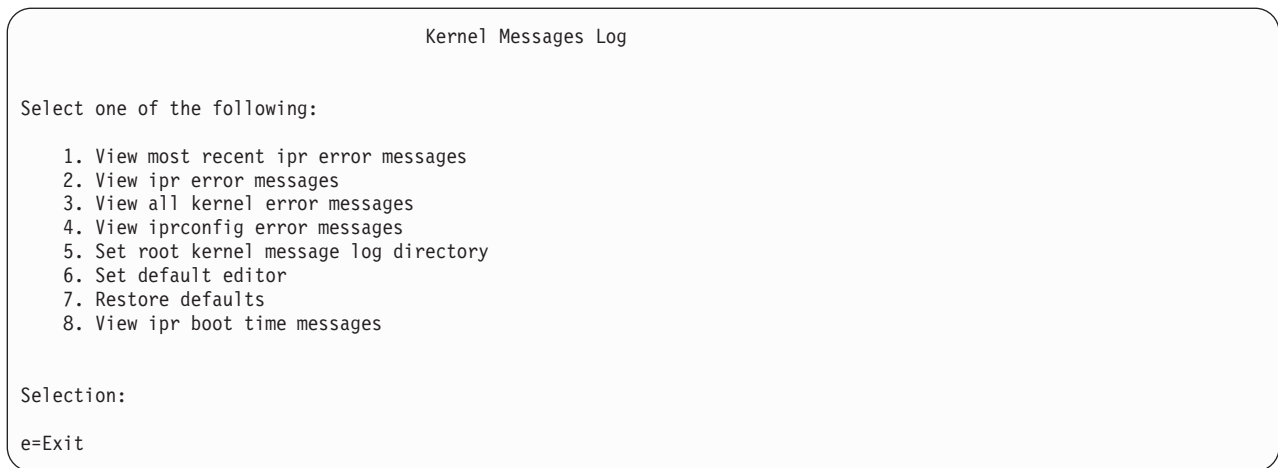 Kernel Messages Log
Select one of the following:
1. View most recent ipr error messages
2. View ipr error messages
3. View all kernel error messages
4. View iprconfig error messages
5. Set root kernel message log directory
6. Set default editor
7. Restore defaults
8. View ipr boot time messages
Selection:
e=Exit